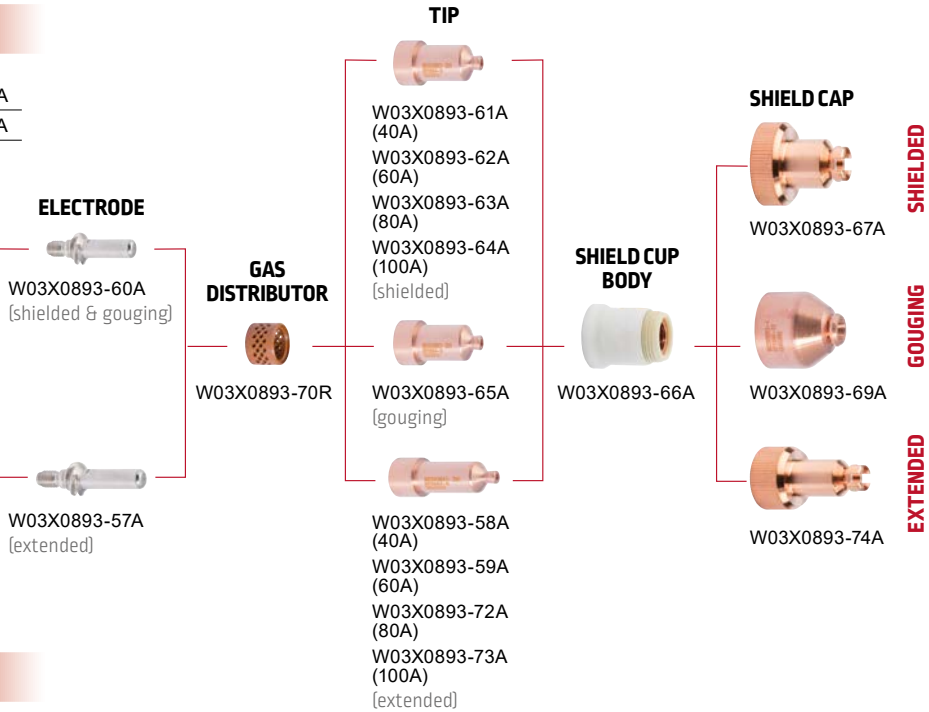 A
A
ELECTRODE
W03X0893-60A
(shielded & gouging)
W03X0893-57A
(extended)
GAS
DISTRIBUTOR
W03X0893-70R
TIP
W03X0893-61A
(40A)
W03X0893-62A
(60A)
W03X0893-63A
(80A)
W03X0893-64A
(100A)
(shielded)
W03X0893-65A
(gouging)
W03X0893-58A
(40A)
W03X0893-59A
(60A)
W03X0893-72A
(80A)
W03X0893-73A
(100A)
(extended)
SHIELD CUP
BODY
W03X0893-66A
SHIELD CAP
W03X0893-67A
SHIELDED
W03X0893-69A
GOUGING
W03X0893-74A
EXTENDED